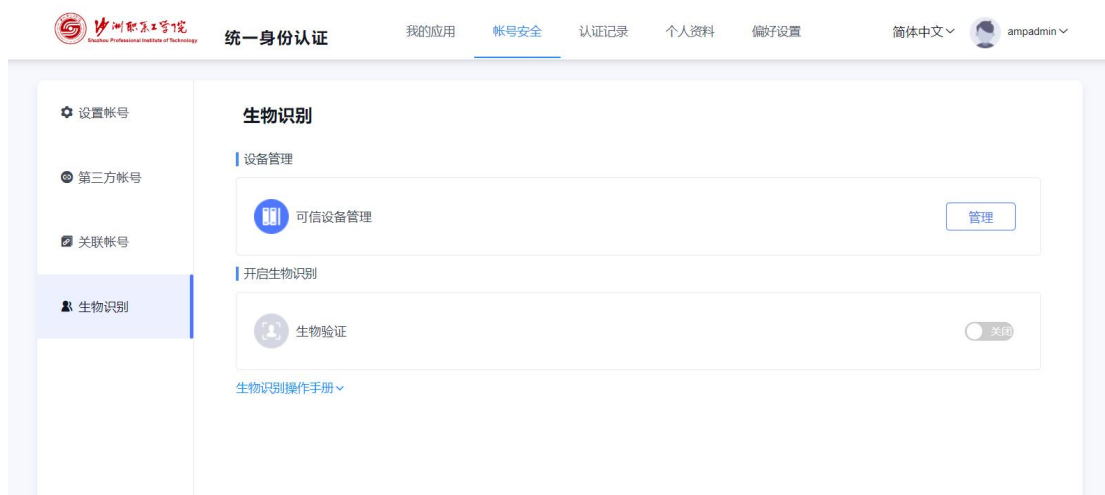 沙洲职业工学院
Shazhou Professional Institute of Technology
统一身份认证
我的应用 帐号安全 认证记录 个人资料 偏好设置 简体中文 ampadmin
设置帐号
第三方帐号
关联帐号
生物识别
生物识别
设备管理
可信设备管理 管理
开启生物识别
生物验证 关闭
生物识别操作手册